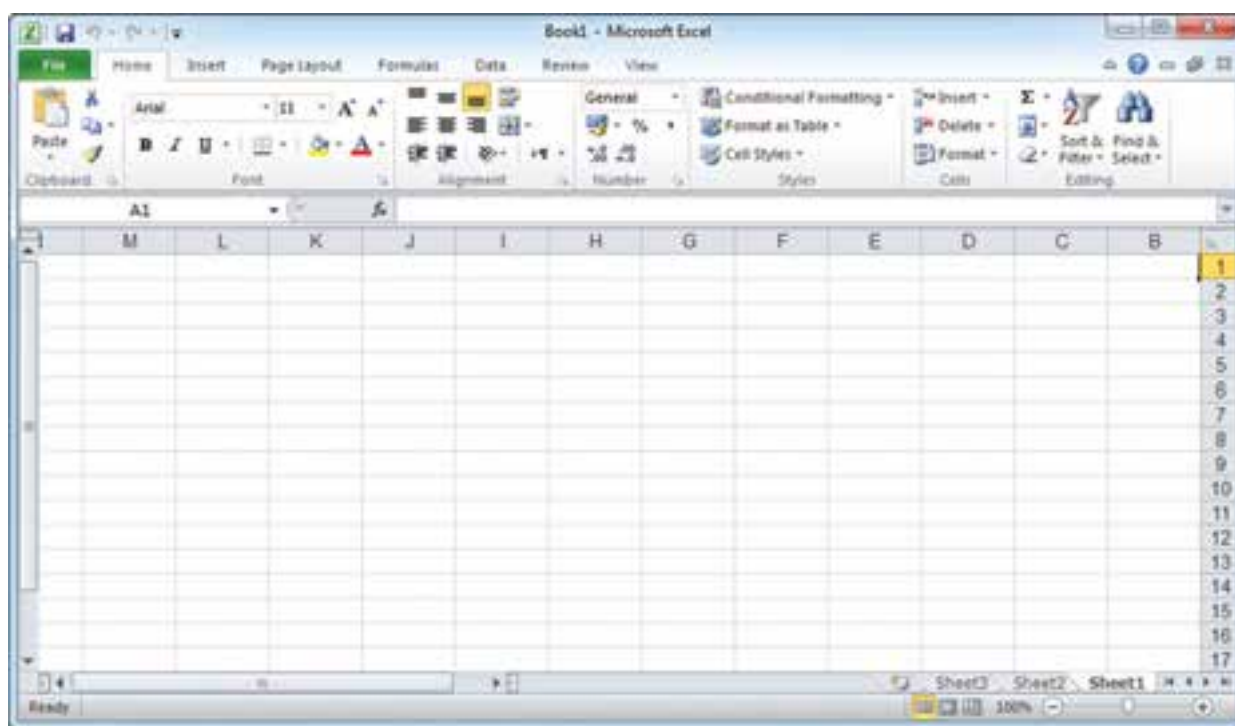 Book1 - Microsoft Excel
File Home Insert Page Layout Formulas Data Review View
Arial 11 General Conditional Formatting Insert Σ
Paste B I U A % Format as Table Delete Sort & Filter Find & Select
Cell Styles Format
Clipboard Font Alignment Number Styles Cells Editing
A1 fx
M L K J I H G F E D C B
1
2
3
4
5
6
7
8
9
10
11
12
13
14
15
16
17
Sheet3 Sheet2 Sheet1
Ready 100%